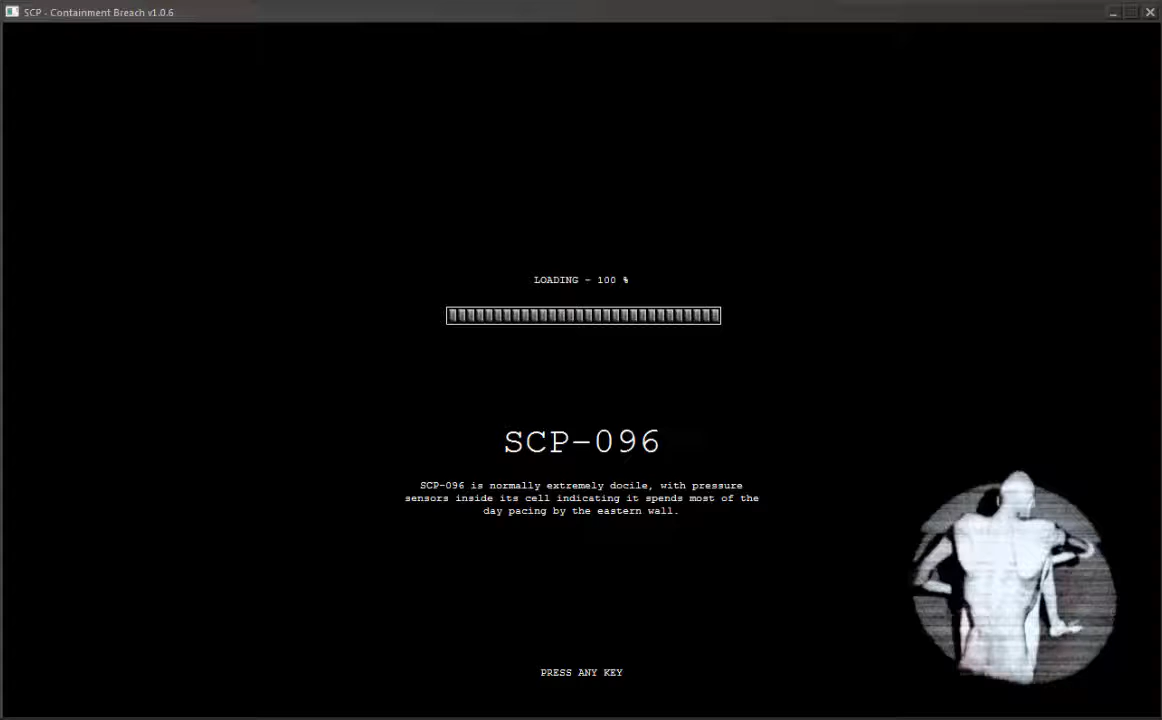 SCP - Containment Breach v1.0.6
LOADING - 100 %
SCP-096
SCP-096 is normally extremely docile, with pressure
sensors inside its cell indicating it spends most of the
day pacing by the eastern wall.
PRESS ANY KEY